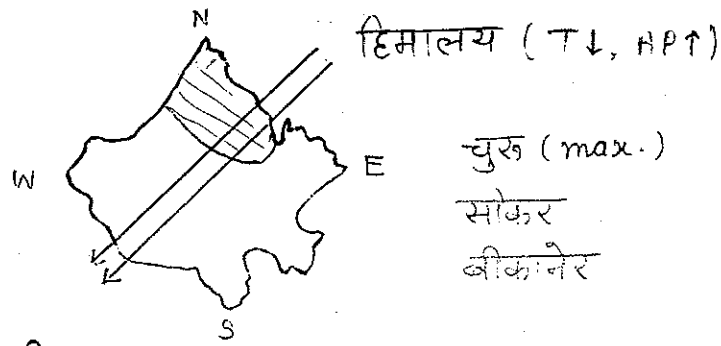 N
हिमालय ( T↓, HP↑)
W
E
चुरू (max.)
सीकर
बीकानेर
S